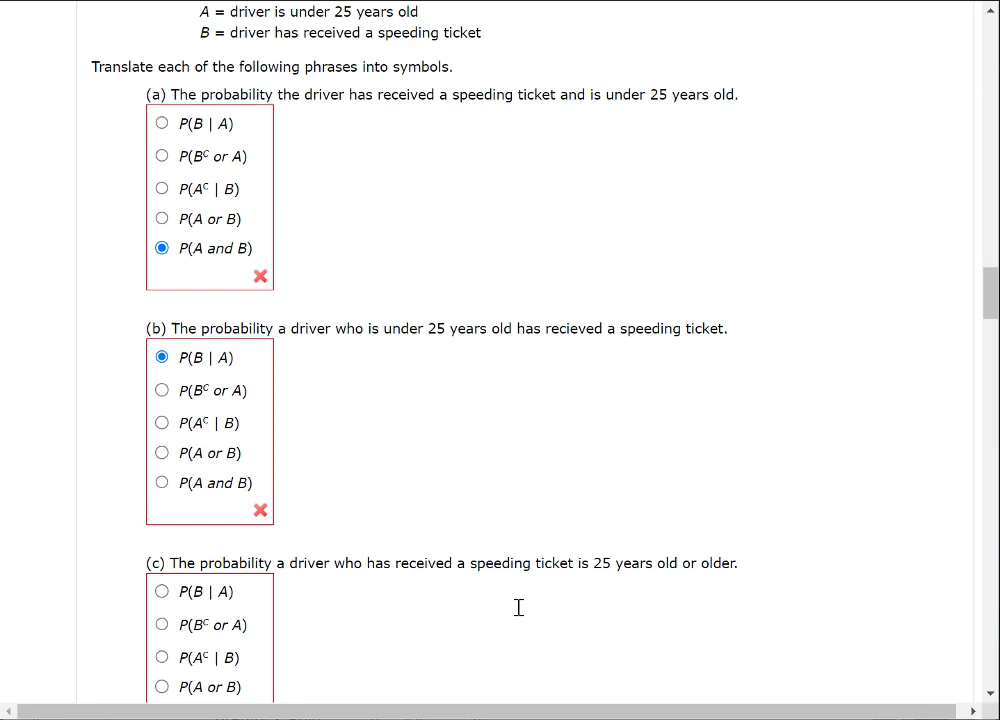 A = driver is under 25 years old
B = driver has received a speeding ticket
Translate each of the following phrases into symbols.
(a) The probability the driver has received a speeding ticket and is under 25 years old.
P(B | A)
P(Bᶜ or A)
P(Aᶜ | B)
P(A or B)
P(A and B)
(b) The probability a driver who is under 25 years old has recieved a speeding ticket.
P(B | A)
P(Bᶜ or A)
P(Aᶜ | B)
P(A or B)
P(A and B)
(c) The probability a driver who has received a speeding ticket is 25 years old or older.
P(B | A)
P(Bᶜ or A)
P(Aᶜ | B)
P(A or B)